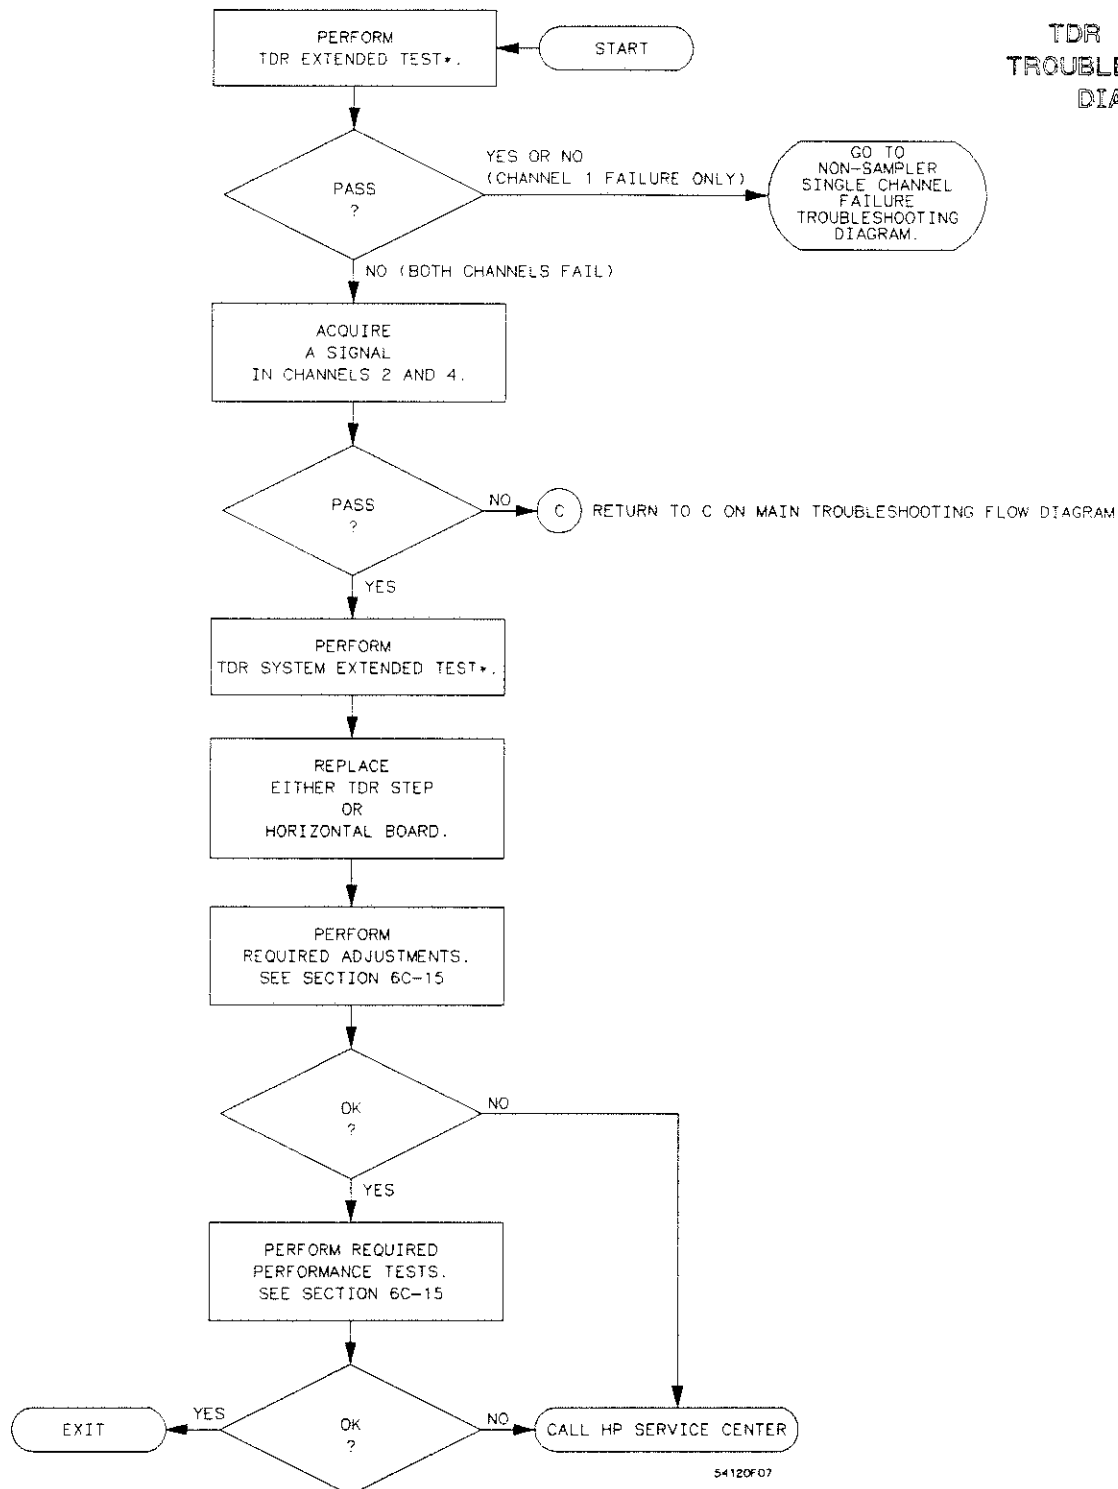 TDR
TROUBLE
DIA
PERFORM
TDR EXTENDED TEST*.
START
PASS
?
YES OR NO
(CHANNEL 1 FAILURE ONLY)
GO TO
NON-SAMPLER
SINGLE CHANNEL
FAILURE
TROUBLESHOOTING
DIAGRAM.
NO (BOTH CHANNELS FAIL)
ACQUIRE
A SIGNAL
IN CHANNELS 2 AND 4.
PASS
?
NO
C
RETURN TO C ON MAIN TROUBLESHOOTING FLOW DIAGRAM
YES
PERFORM
TDR SYSTEM EXTENDED TEST*.
REPLACE
EITHER TDR STEP
OR
HORIZONTAL BOARD.
PERFORM
REQUIRED ADJUSTMENTS.
SEE SECTION 6C-15
OK
?
NO
YES
PERFORM REQUIRED
PERFORMANCE TESTS.
SEE SECTION 6C-15
OK
?
YES
EXIT
NO
CALL HP SERVICE CENTER
54120F07